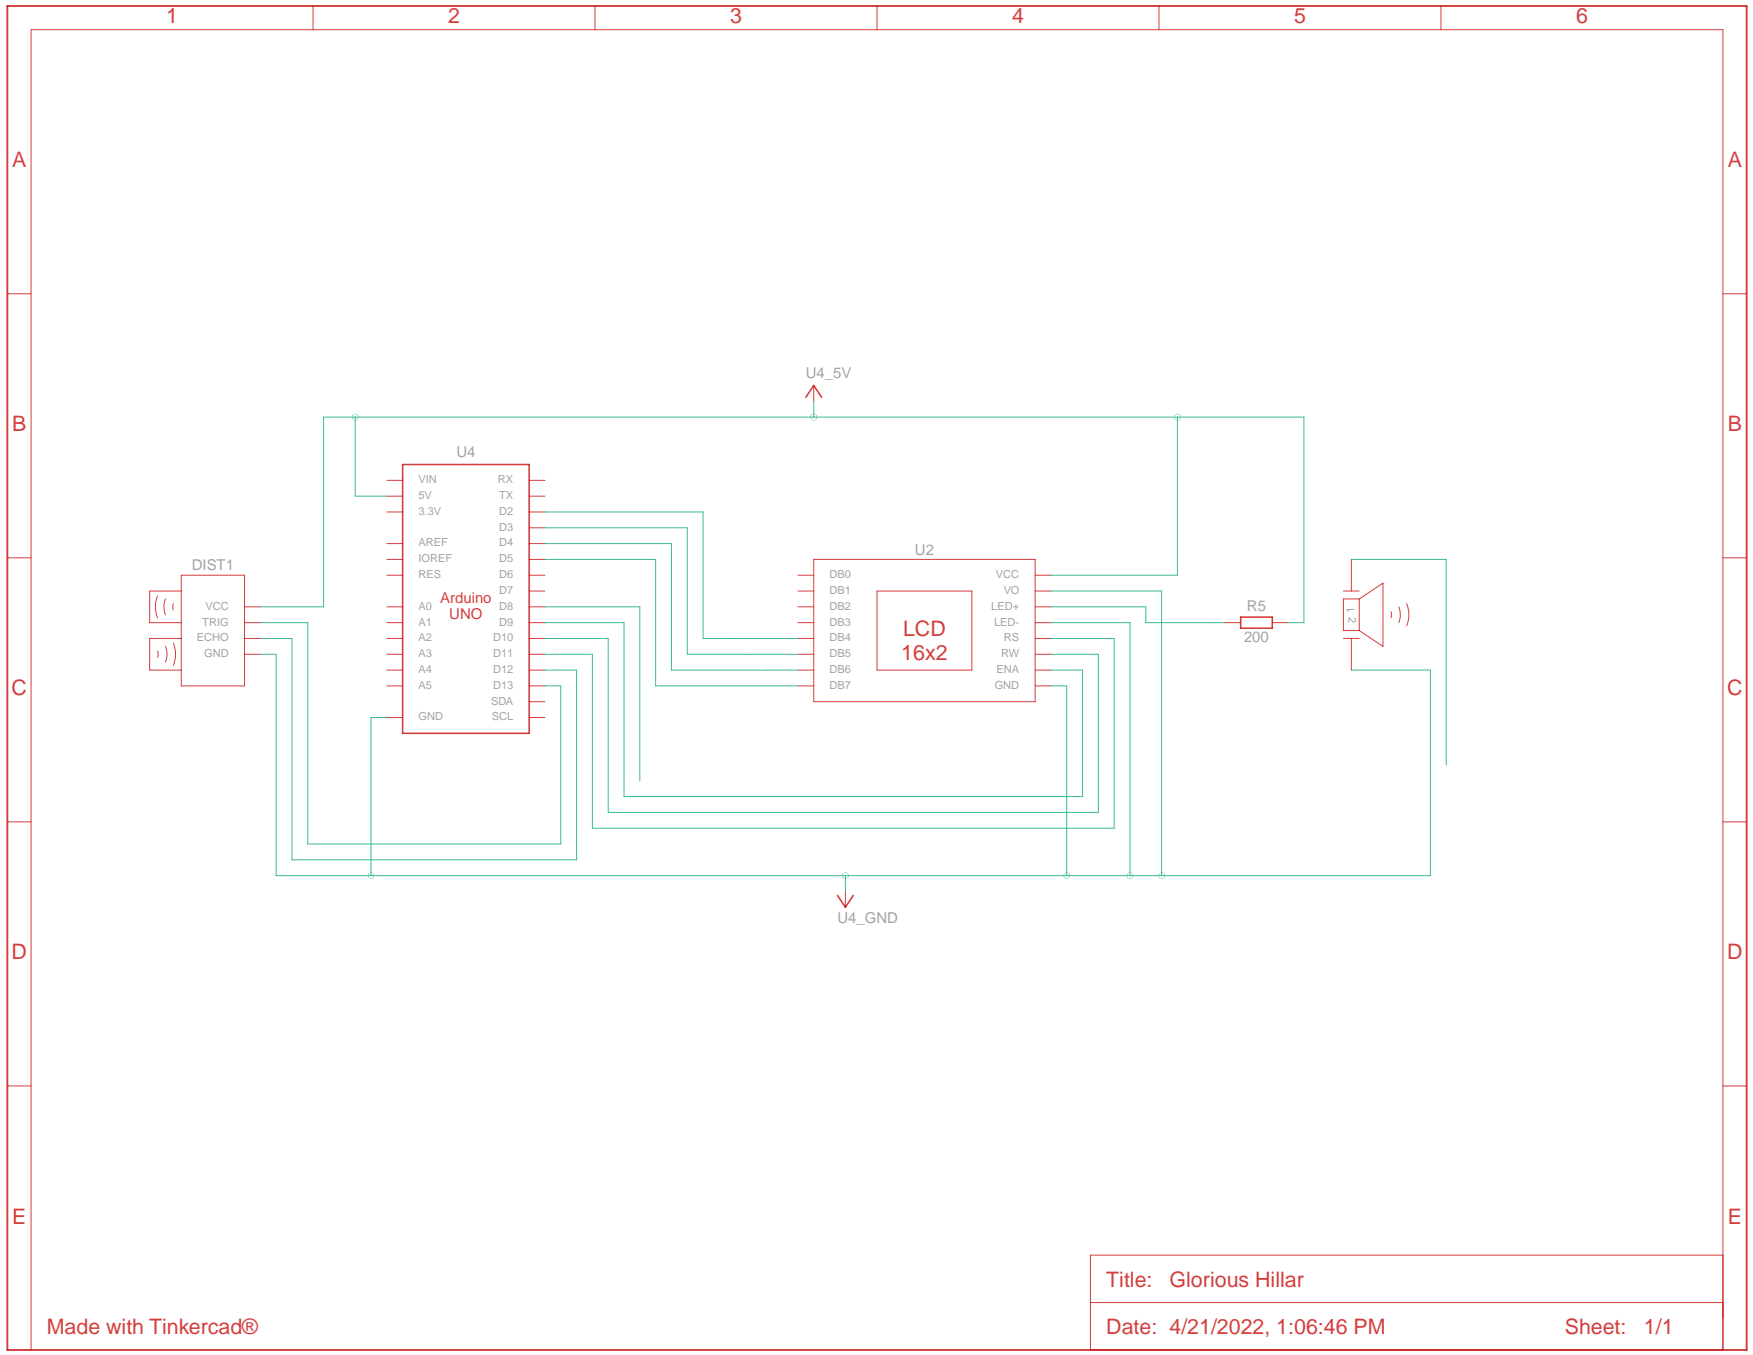 1 2 3 4 5 6
A A
B B
C C
D D
E E
U4_5V
U4
VIN RX
5V TX
3.3V D2
D3
AREF D4
IOREF D5
RES D6
D7
Arduino
UNO
A0 D8
A1 D9
A2 D10
A3 D11
A4 D12
A5 D13
SDA
GND SCL
DIST1
VCC
TRIG
ECHO
GND
U2
DB0 VCC
DB1 VO
DB2 LED+
DB3 LED-
DB4 RS
DB5 RW
DB6 ENA
DB7 GND
LCD
16x2
R5
200
1 2
U4_GND
Title: Glorious Hillar
Date: 4/21/2022, 1:06:46 PM Sheet: 1/1
Made with Tinkercad®